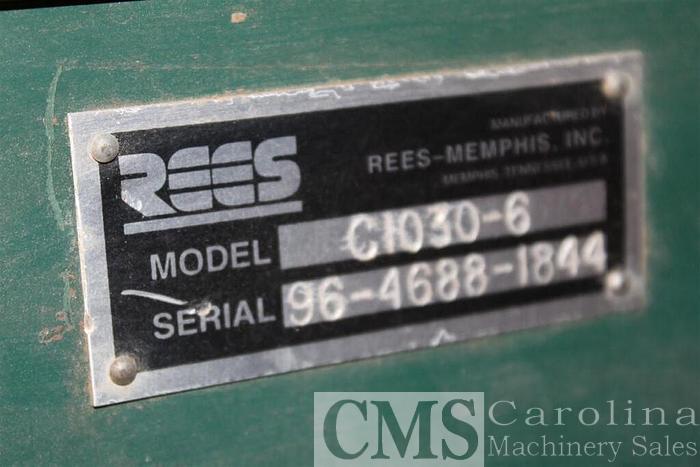 REES
MANUFACTURED BY
REES-MEMPHIS, INC.
MEMPHIS, TENNESSEE, U.S.A
MODEL C1030-6
SERIAL 96-4688-1844
CMS Carolina
Machinery Sales